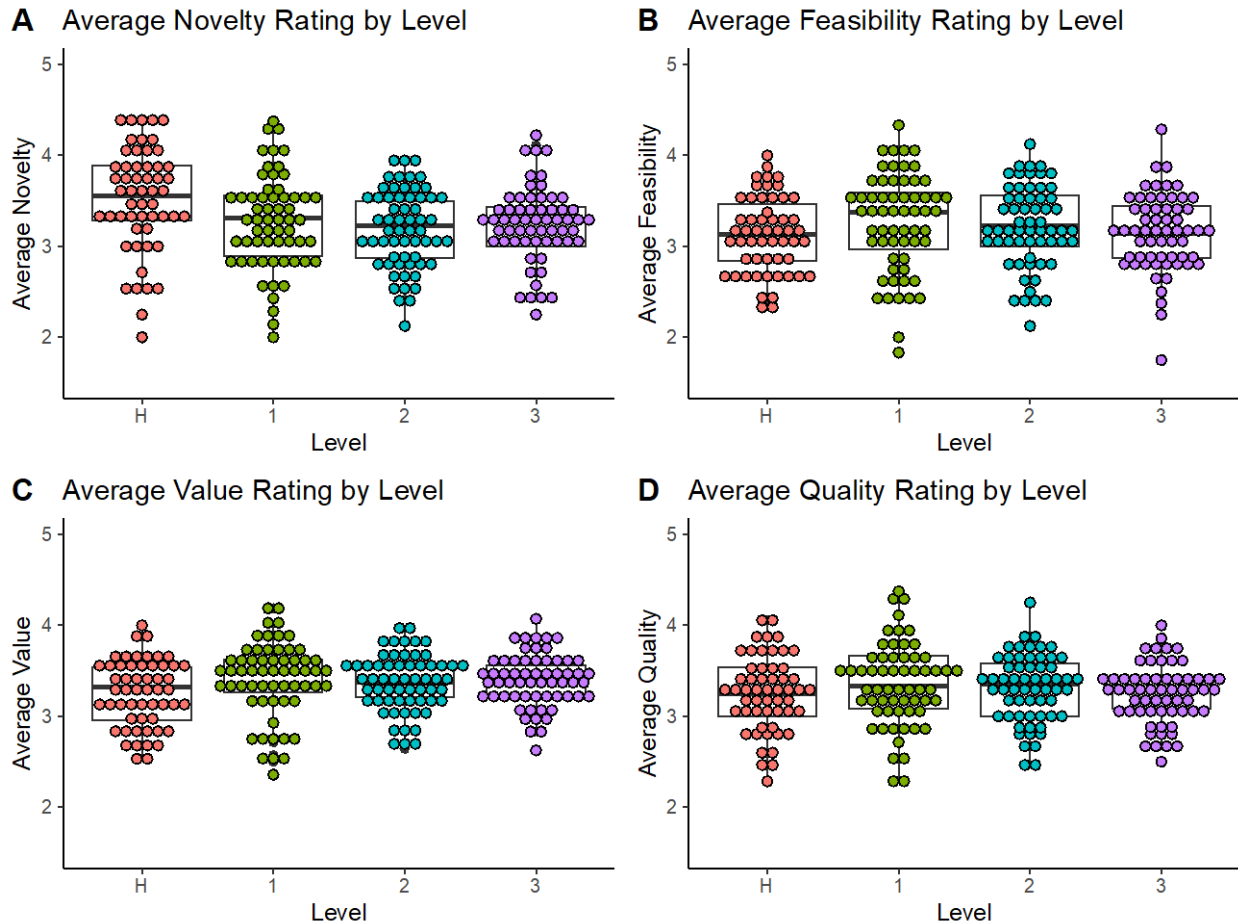 A Average Novelty Rating by Level
5
4
3
2
Average Novelty
H 1 2 3
Level
B Average Feasibility Rating by Level
5
4
3
2
Average Feasibility
H 1 2 3
Level
C Average Value Rating by Level
5
4
3
2
Average Value
H 1 2 3
Level
D Average Quality Rating by Level
5
4
3
2
Average Quality
H 1 2 3
Level